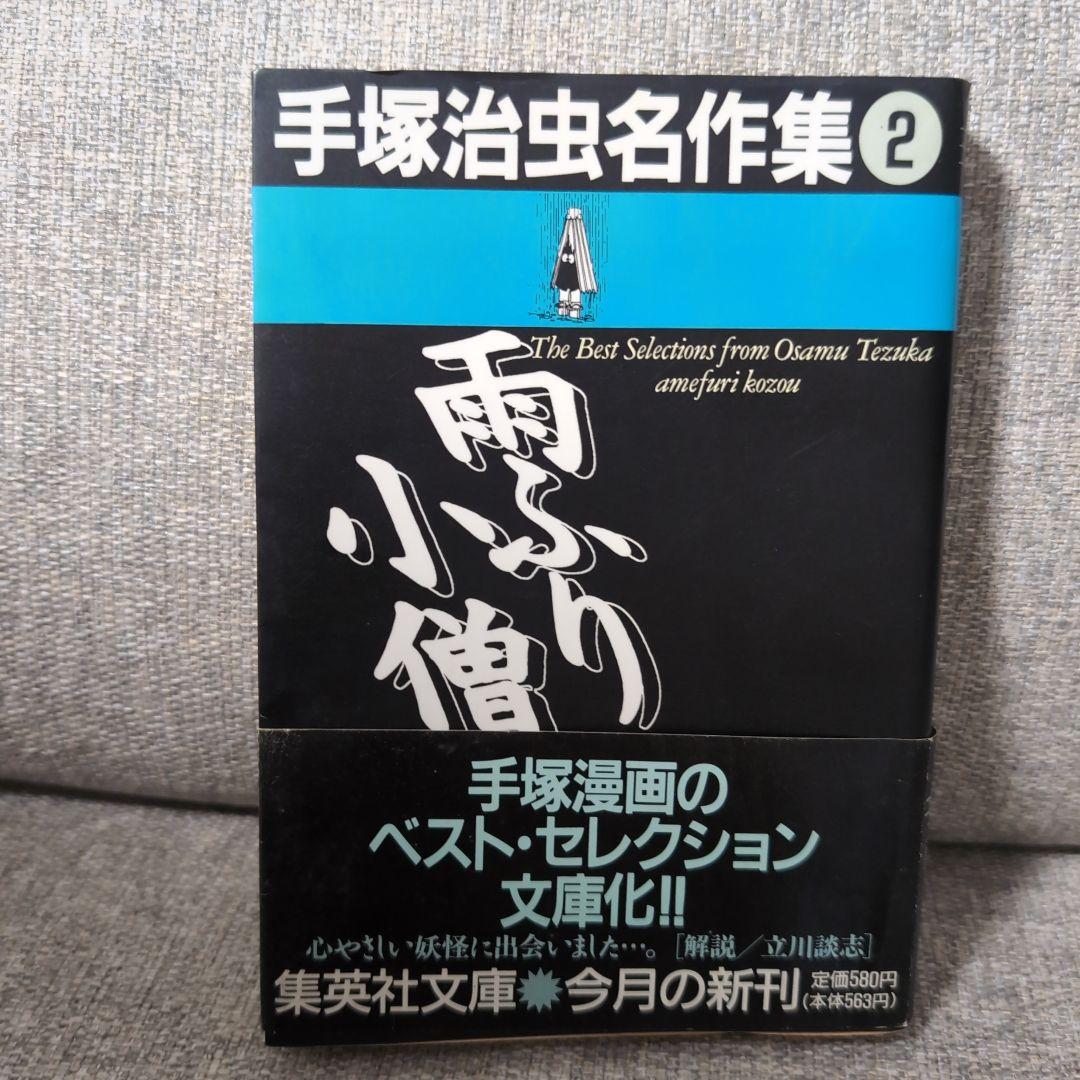 手塚治虫名作集2
The Best Selections from Osamu Tezuka
amefuri kozou
雨ふり
小僧
手塚漫画の
ベスト・セレクション
文庫化!!
心やさしい妖怪に出会いました…。[解説/立川談志]
集英社文庫 今月の新刊 定価580円
(本体563円)